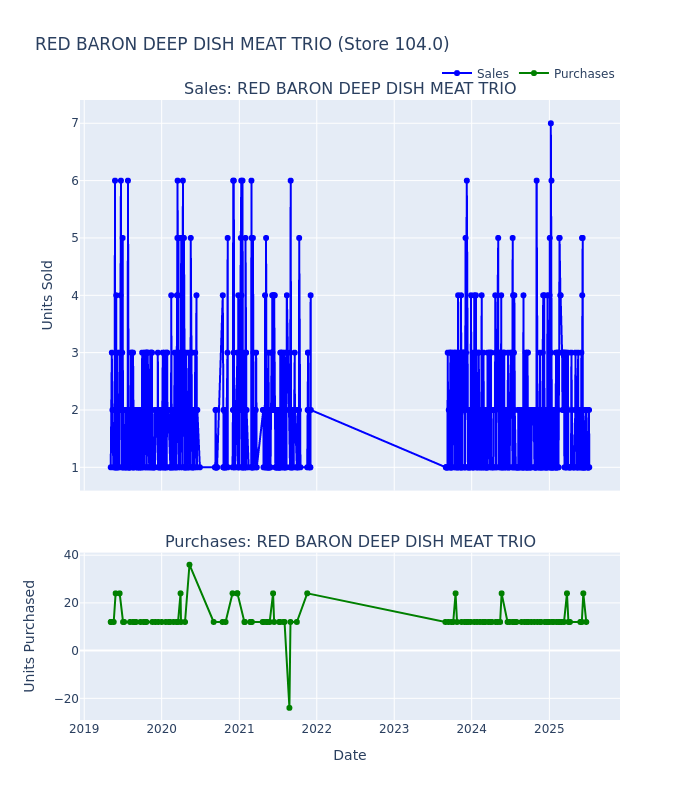 RED BARON DEEP DISH MEAT TRIO (Store 104.0)
Sales
Purchases
Sales: RED BARON DEEP DISH MEAT TRIO
7
6
5
4
3
2
1
Units Sold
Purchases: RED BARON DEEP DISH MEAT TRIO
40
20
0
−20
Units Purchased
2019 2020 2021 2022 2023 2024 2025
Date